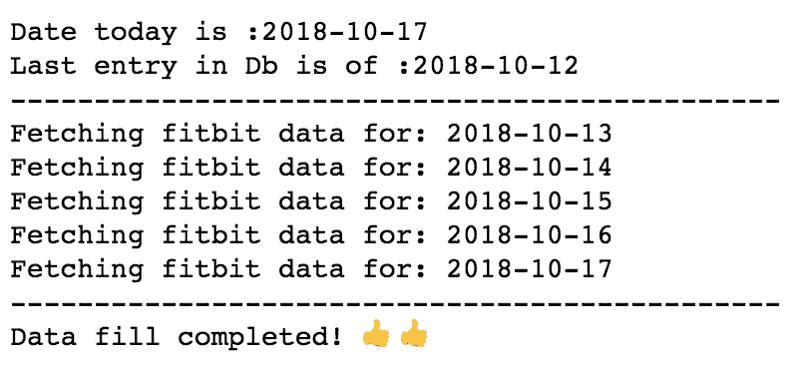 Date today is :2018-10-17
Last entry in Db is of :2018-10-12
----------------------------------------------
Fetching fitbit data for: 2018-10-13
Fetching fitbit data for: 2018-10-14
Fetching fitbit data for: 2018-10-15
Fetching fitbit data for: 2018-10-16
Fetching fitbit data for: 2018-10-17
----------------------------------------------
Data fill completed! 👍👍